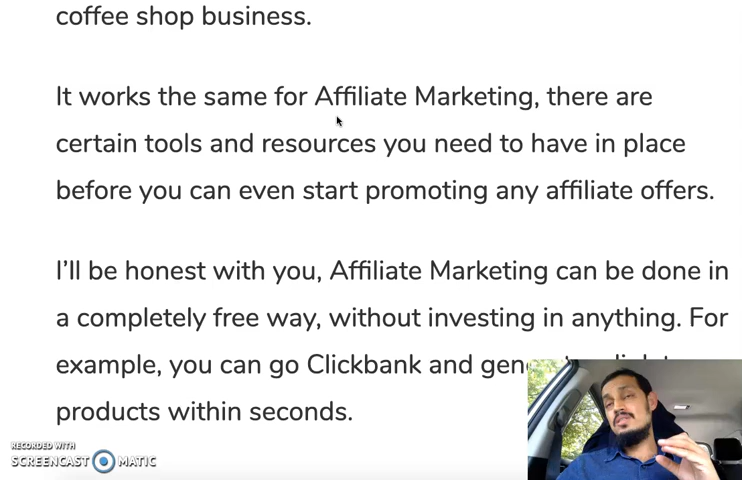 coffee shop business.
It works the same for Affiliate Marketing, there are
certain tools and resources you need to have in place
before you can even start promoting any affiliate offers.
I'll be honest with you, Affiliate Marketing can be done in
a completely free way, without investing in anything. For
example, you can go Clickbank and
products within seconds.
RECORDED WITH
SCREENCAST MATIC